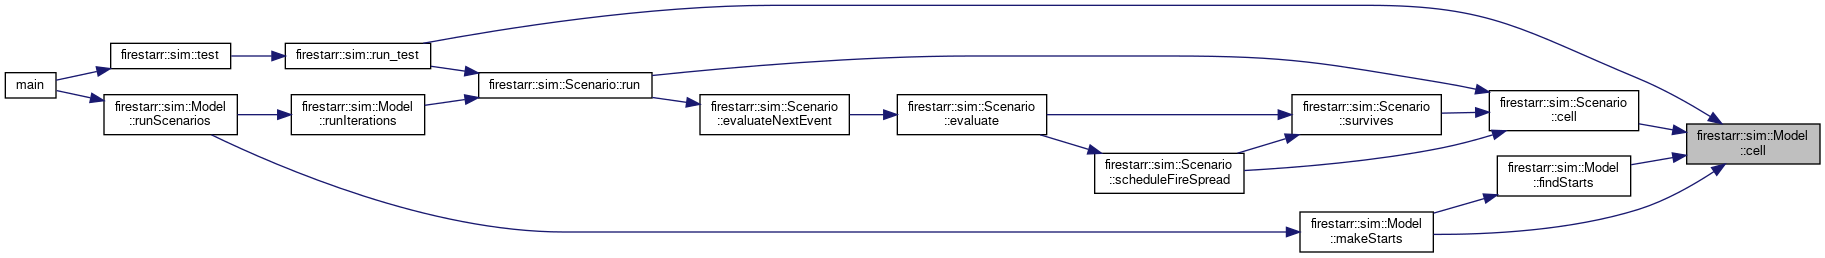 main
firestarr::sim::test
firestarr::sim::Model
::runScenarios
firestarr::sim::run_test
firestarr::sim::Model
::runIterations
firestarr::sim::Scenario::run
firestarr::sim::Scenario
::evaluateNextEvent
firestarr::sim::Scenario
::evaluate
firestarr::sim::Scenario
::scheduleFireSpread
firestarr::sim::Scenario
::survives
firestarr::sim::Model
::makeStarts
firestarr::sim::Scenario
::cell
firestarr::sim::Model
::findStarts
firestarr::sim::Model
::cell